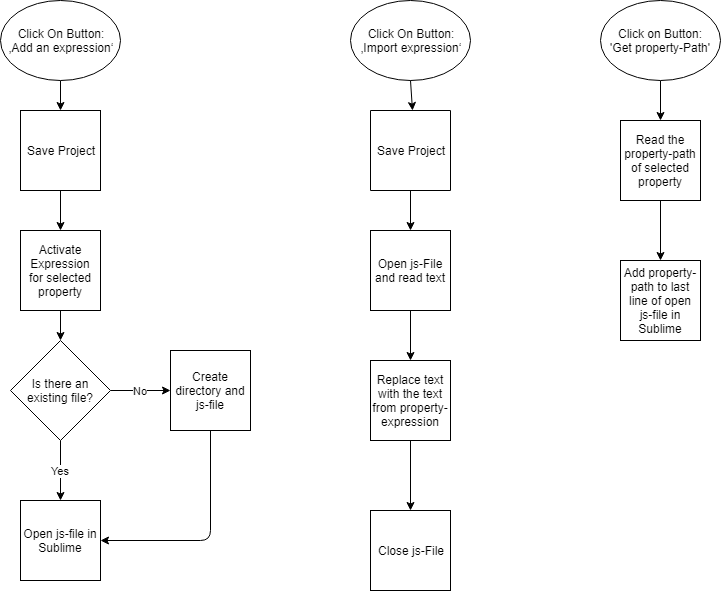 Click On Button:
‚Add an expression‘
Save Project
Activate
Expression
for selected
property
Is there an
existing file?
No
Create
directory and
js-file
Yes
Open js-file in
Sublime
Click On Button:
‚Import expression‘
Save Project
Open js-File
and read text
Replace text
with the text
from property-
expression
Close js-File
Click on Button:
'Get property-Path'
Read the
property-path
of selected
property
Add property-
path to last
line of open
js-file in
Sublime